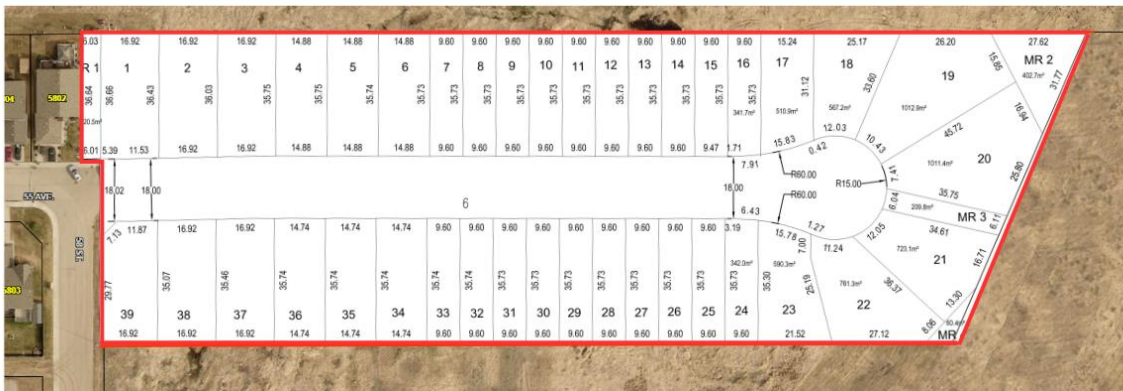 6.03 16.92 16.92 16.92 14.88 14.88 14.88 9.60 9.60 9.60 9.60 9.60 9.60 9.60 9.60 9.60 9.60 15.24 25.17 26.20 27.62
R 1 1 2 3 4 5 6 7 8 9 10 11 12 13 14 15 16 17 18 19 MR 2
402.7m²
5802
36.64 36.66 36.43 36.03 35.75 35.75 35.74 35.73 35.73 35.73 35.73 35.73 35.73 35.73 35.73 35.73 35.73 31.12 33.60 15.85 31.77
20.5m² 341.7m² 510.9m² 567.2m² 1012.9m²
16.94
6.01 5.39 11.53 16.92 16.92 14.88 14.88 14.88 9.60 9.60 9.60 9.60 9.60 9.60 9.60 9.60 9.47 1.71
7.91 15.83 0.42 12.03 10.43 45.72
1011.4m² 20
25.80
7.41
R60.00
R60.00
R15.00
55 AVE.
18.02 18.00 6 18.00
35.75
6.04 209.8m² MR 3 6.11
34.61
58 ST.
7.13 11.87 16.92 16.92 14.74 14.74 14.74 9.60 9.60 9.60 9.60 9.60 9.60 9.60 9.60 9.60 3.19
6.43 15.78 1.27 11.24 12.05
7.00
723.1m² 21 16.71
5803
29.77 35.07 35.46 35.74 35.74 35.74 35.73 35.73 35.73 35.73 35.73 35.73 35.73 35.73 35.73 35.73 35.30 25.19 36.37
342.0m² 590.3m² 761.3m²
13.30
39 38 37 36 35 34 33 32 31 30 29 28 27 26 25 24 23 22
8.06 MR
16.92 16.92 16.92 14.74 14.74 14.74 9.60 9.60 9.60 9.60 9.60 9.60 9.60 9.60 9.60 9.60 21.52 27.12